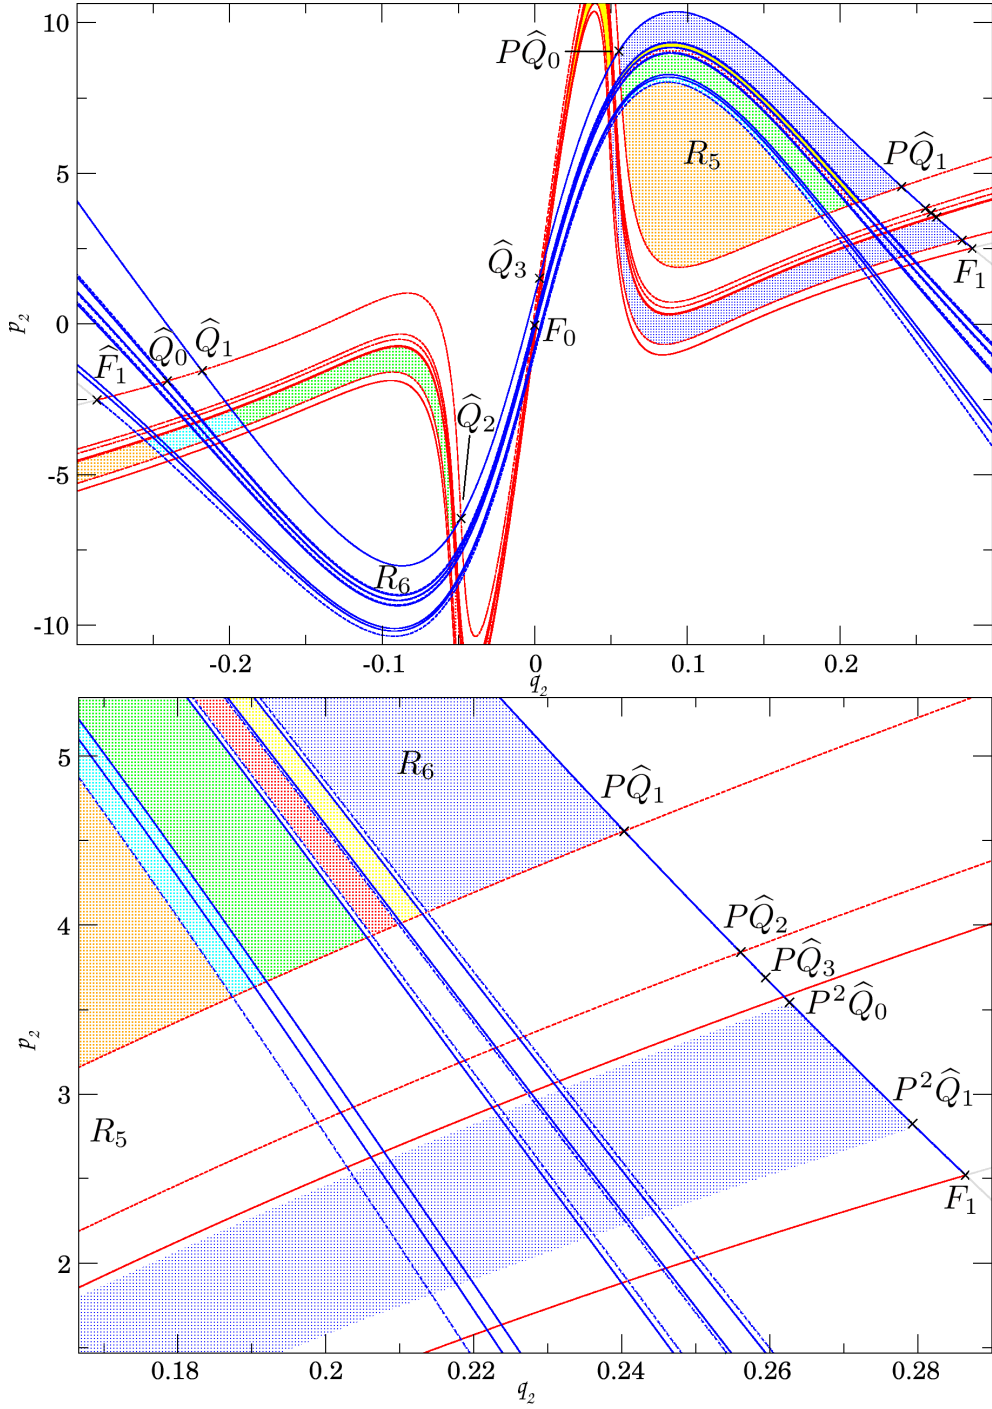 10
5
0
-5
-10
p₂
PQ̂₀
R₅
PQ̂₁
Q̂₃
F₁
F₀
F̂₁
Q̂₀
Q̂₁
Q̂₂
R₆
-0.2
-0.1
0
0.1
0.2
q₂
5
4
3
2
p₂
R₆
PQ̂₁
PQ̂₂
PQ̂₃
P²Q̂₀
P²Q̂₁
R₅
F₁
0.18
0.2
0.22
0.24
0.26
0.28
q₂